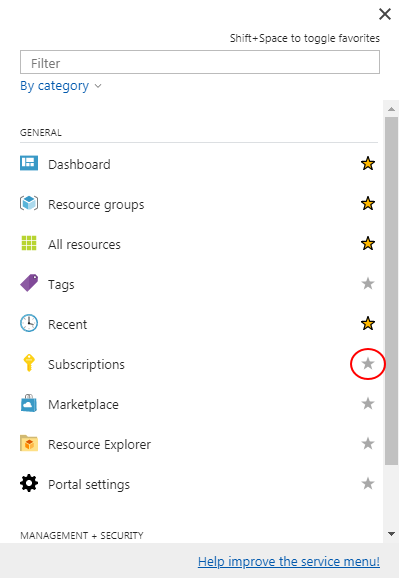 Shift+Space to toggle favorites
Filter
By category
GENERAL
Dashboard
Resource groups
All resources
Tags
Recent
Subscriptions
Marketplace
Resource Explorer
Portal settings
MANAGEMENT + SECURITY
Help improve the service menu!